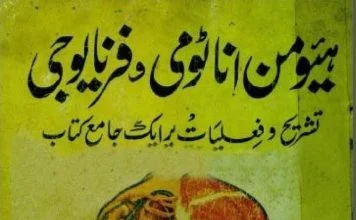 ہیومن اناٹومی و فزیالوجی
تشریح و فعلیات پر ایک جامع کتاب